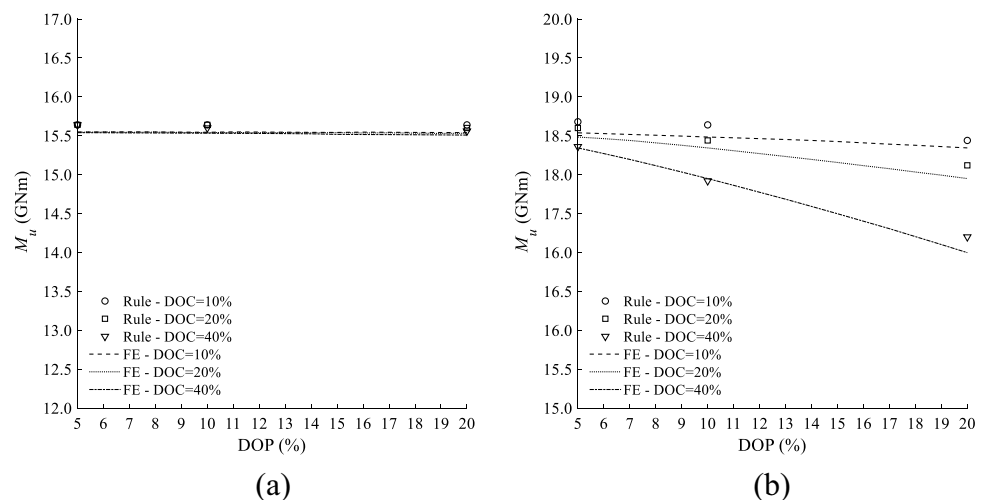 17.0
16.5
16.0
15.5
15.0
14.5
14.0
13.5
13.0
12.5
12.0
M_u (GNm)
Rule - DOC=10%
Rule - DOC=20%
Rule - DOC=40%
FE - DOC=10%
FE - DOC=20%
FE - DOC=40%
5 6 7 8 9 10 11 12 13 14 15 16 17 18 19 20
DOP (%)
(a)
20.0
19.5
19.0
18.5
18.0
17.5
17.0
16.5
16.0
15.5
15.0
M_u (GNm)
Rule - DOC=10%
Rule - DOC=20%
Rule - DOC=40%
FE - DOC=10%
FE - DOC=20%
FE - DOC=40%
5 6 7 8 9 10 11 12 13 14 15 16 17 18 19 20
DOP (%)
(b)